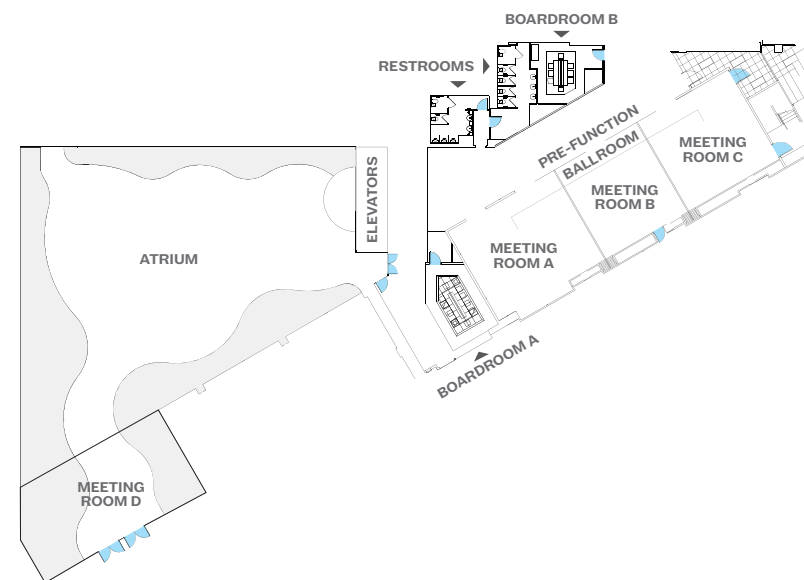 BOARDROOM B
RESTROOMS
PRE-FUNCTION
BALLROOM
MEETING
ROOM C
MEETING
ROOM B
MEETING
ROOM A
ELEVATORS
ATRIUM
BOARDROOM A
MEETING
ROOM D